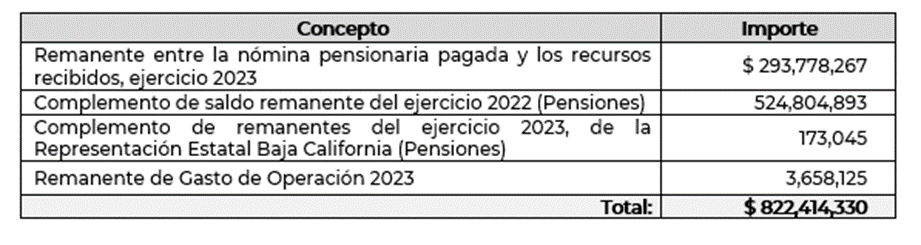 Concepto Importe
Remanente entre la nómina pensionaria pagada y los recursos
recibidos, ejercicio 2023 $ 293,778,267
Complemento de saldo remanente del ejercicio 2022 (Pensiones) 524,804,893
Complemento de remanentes del ejercicio 2023, de la
Representación Estatal Baja California (Pensiones) 173,045
Remanente de Gasto de Operación 2023 3,658,125
Total: $ 822,414,330